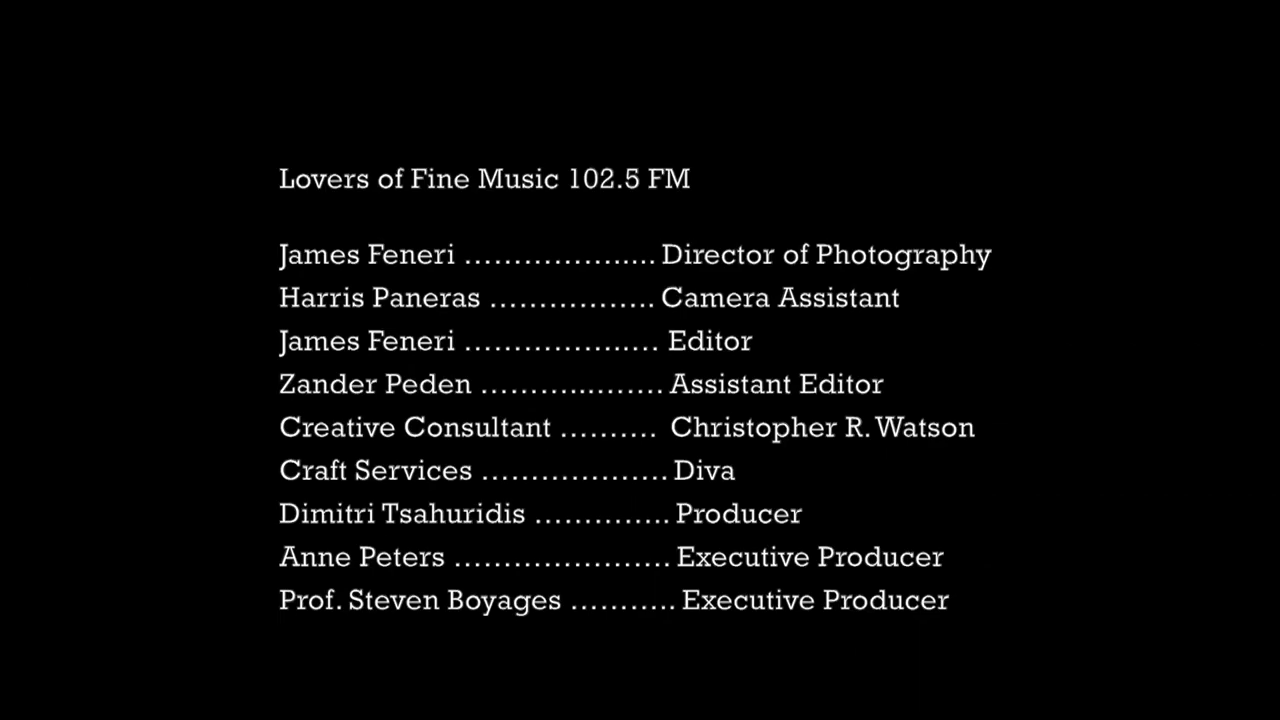 Lovers of Fine Music 102.5 FM
James Feneri ...................... Director of Photography
Harris Paneras .................... Camera Assistant
James Feneri ....................... Editor
Zander Peden ...................... Assistant Editor
Creative Consultant .......... Christopher R. Watson
Craft Services ...................... Diva
Dimitri Tsahuridis .............. Producer
Anne Peters .......................... Executive Producer
Prof. Steven Boyages ........... Executive Producer